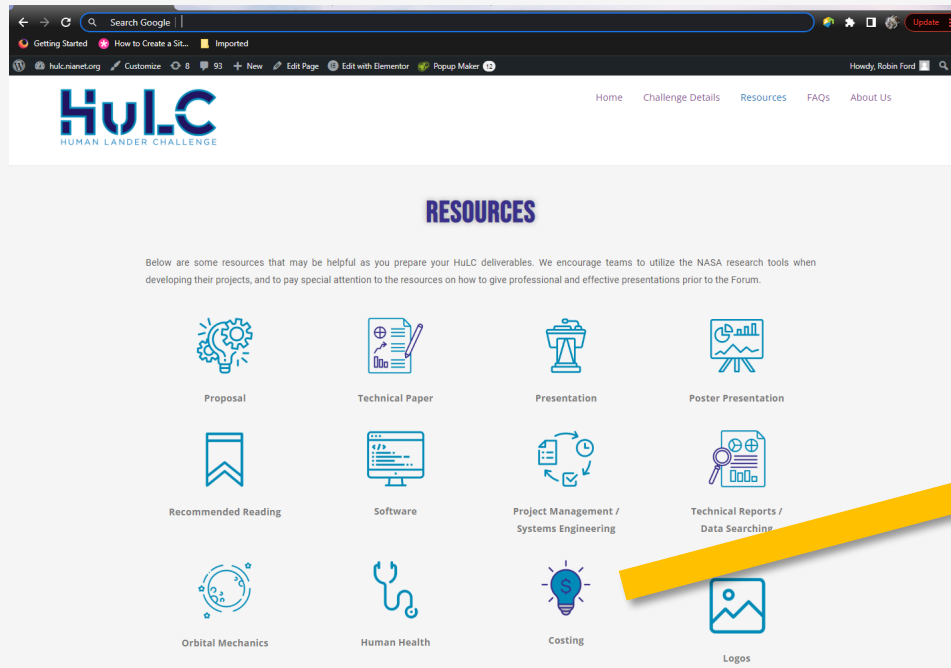 Search Google
Update
Getting Started How to Create a Sit... Imported
hulc.nianet.org Customize 8 93 + New Edit Page Edit with Elementor Popup Maker 12 Howdy, Robin Ford
HULC
HUMAN LANDER CHALLENGE
Home Challenge Details Resources FAQs About Us
RESOURCES
Below are some resources that may be helpful as you prepare your HuLC deliverables. We encourage teams to utilize the NASA research tools when
developing their projects, and to pay special attention to the resources on how to give professional and effective presentations prior to the Forum.
Proposal Technical Paper Presentation Poster Presentation
Recommended Reading Software Project Management / Technical Reports /
Systems Engineering Data Searching
Orbital Mechanics Human Health Costing
Logos